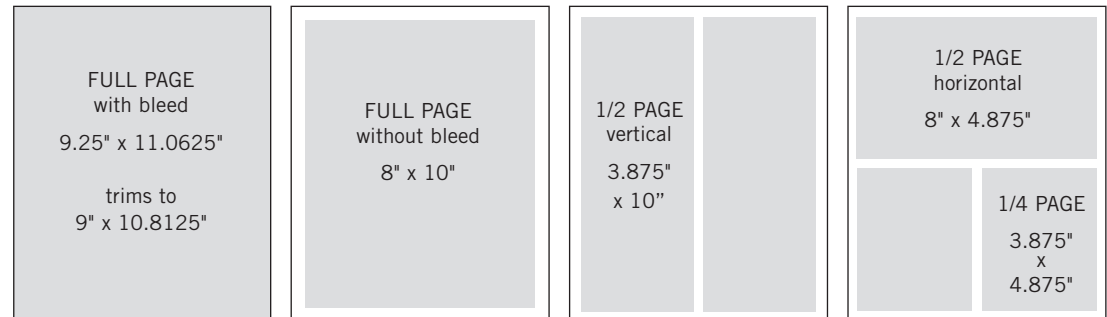 FULL PAGE
with bleed
9.25" x 11.0625"
trims to
9" x 10.8125"
FULL PAGE
without bleed
8" x 10"
1/2 PAGE
vertical
3.875"
x 10”
1/2 PAGE
horizontal
8" x 4.875"
1/4 PAGE
3.875"
x
4.875"